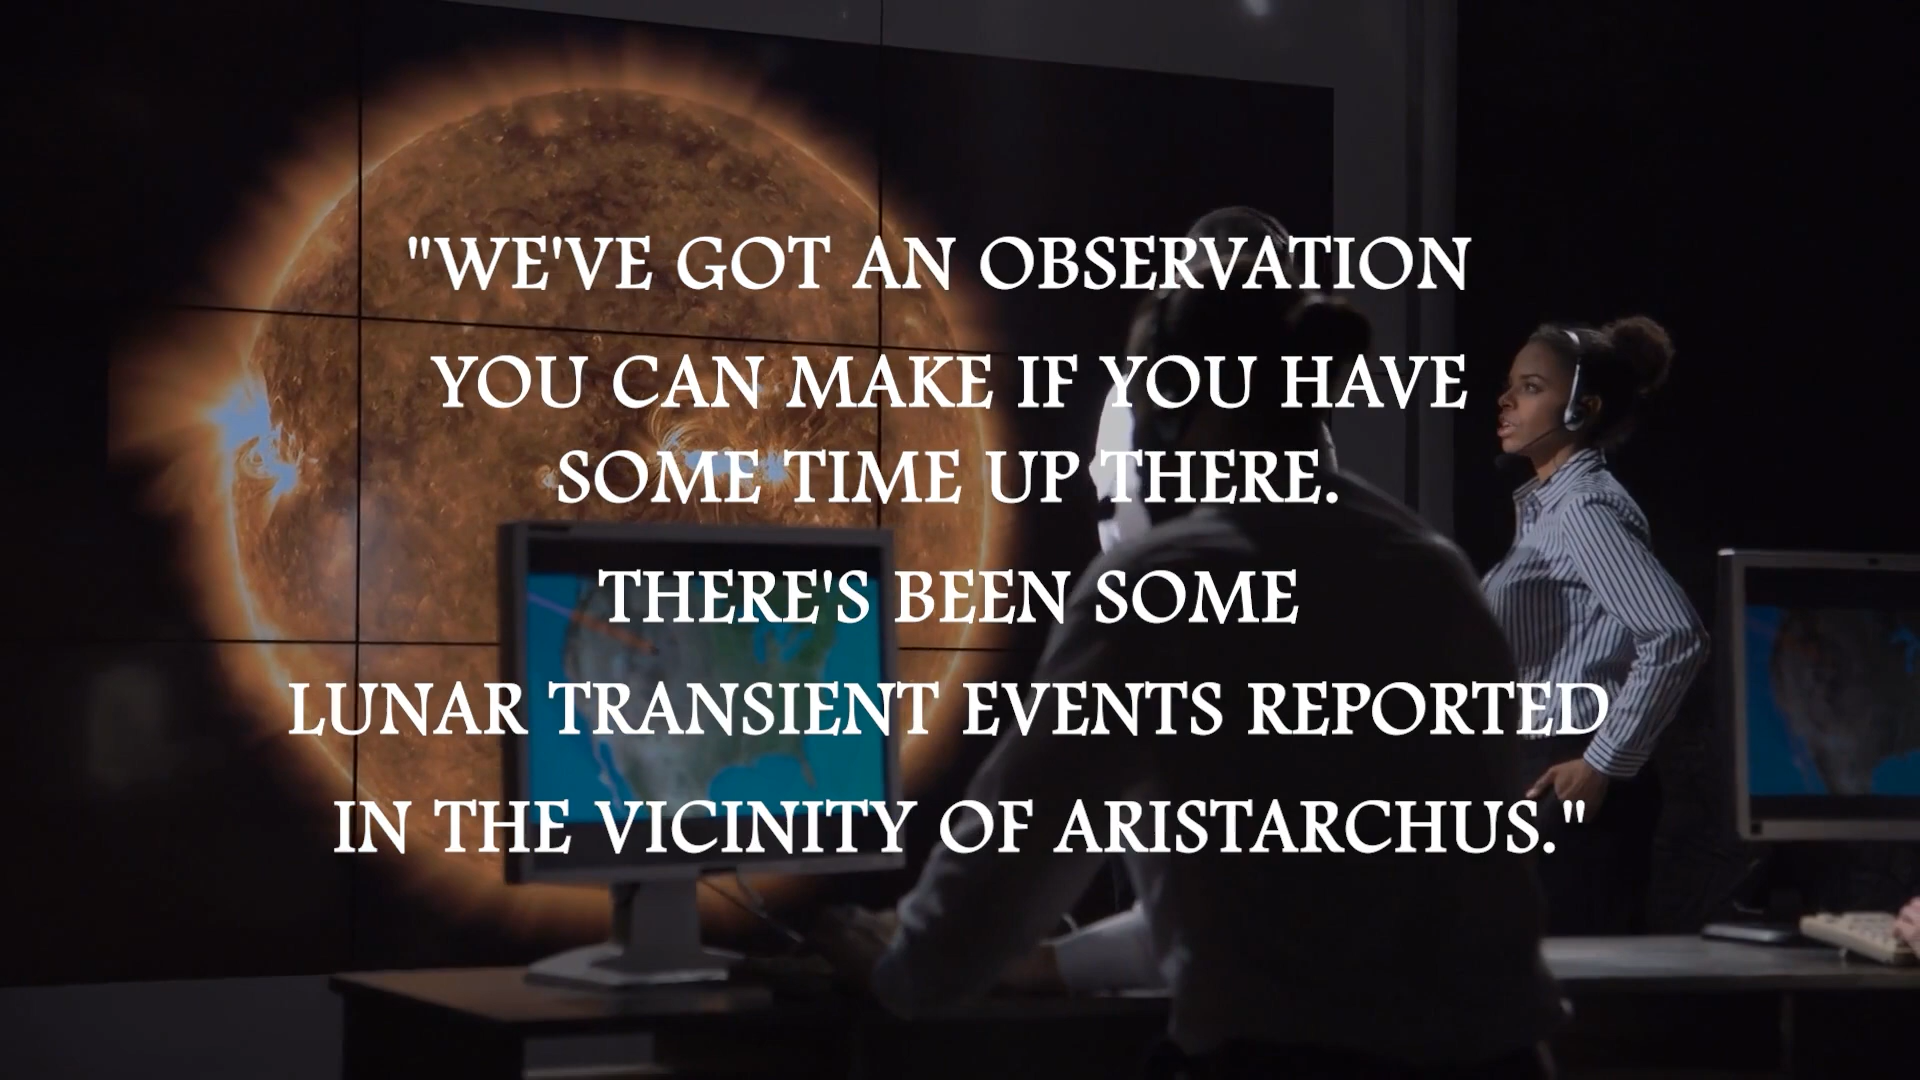 "WE'VE GOT AN OBSERVATION
YOU CAN MAKE IF YOU HAVE
SOME TIME UP THERE.
THERE'S BEEN SOME
LUNAR TRANSIENT EVENTS REPORTED
IN THE VICINITY OF ARISTARCHUS."